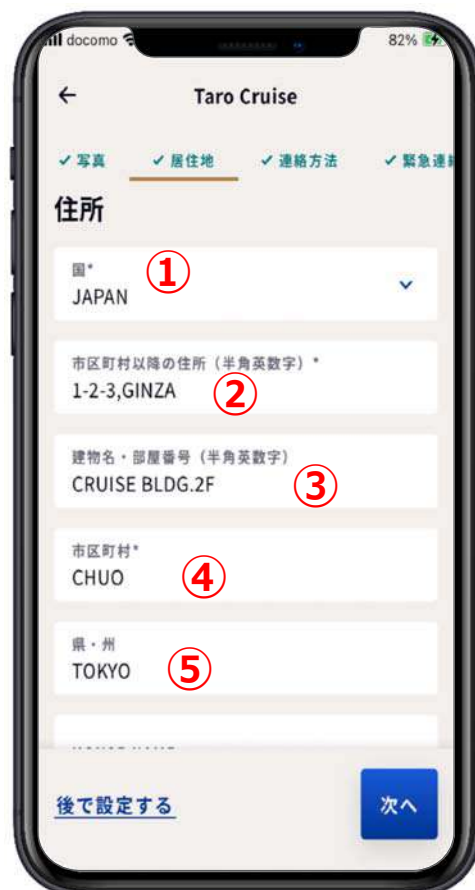 docomo 82%
← Taro Cruise
✓ 写真 ✓ 居住地 ✓ 連絡方法 ✓ 緊急連
住所
国* ①
JAPAN
市区町村以降の住所（半角英数字）*
1-2-3,GINZA ②
建物名・部屋番号（半角英数字）
CRUISE BLDG.2F ③
市区町村*
CHUO ④
県・州
TOKYO ⑤
後で設定する 次へ